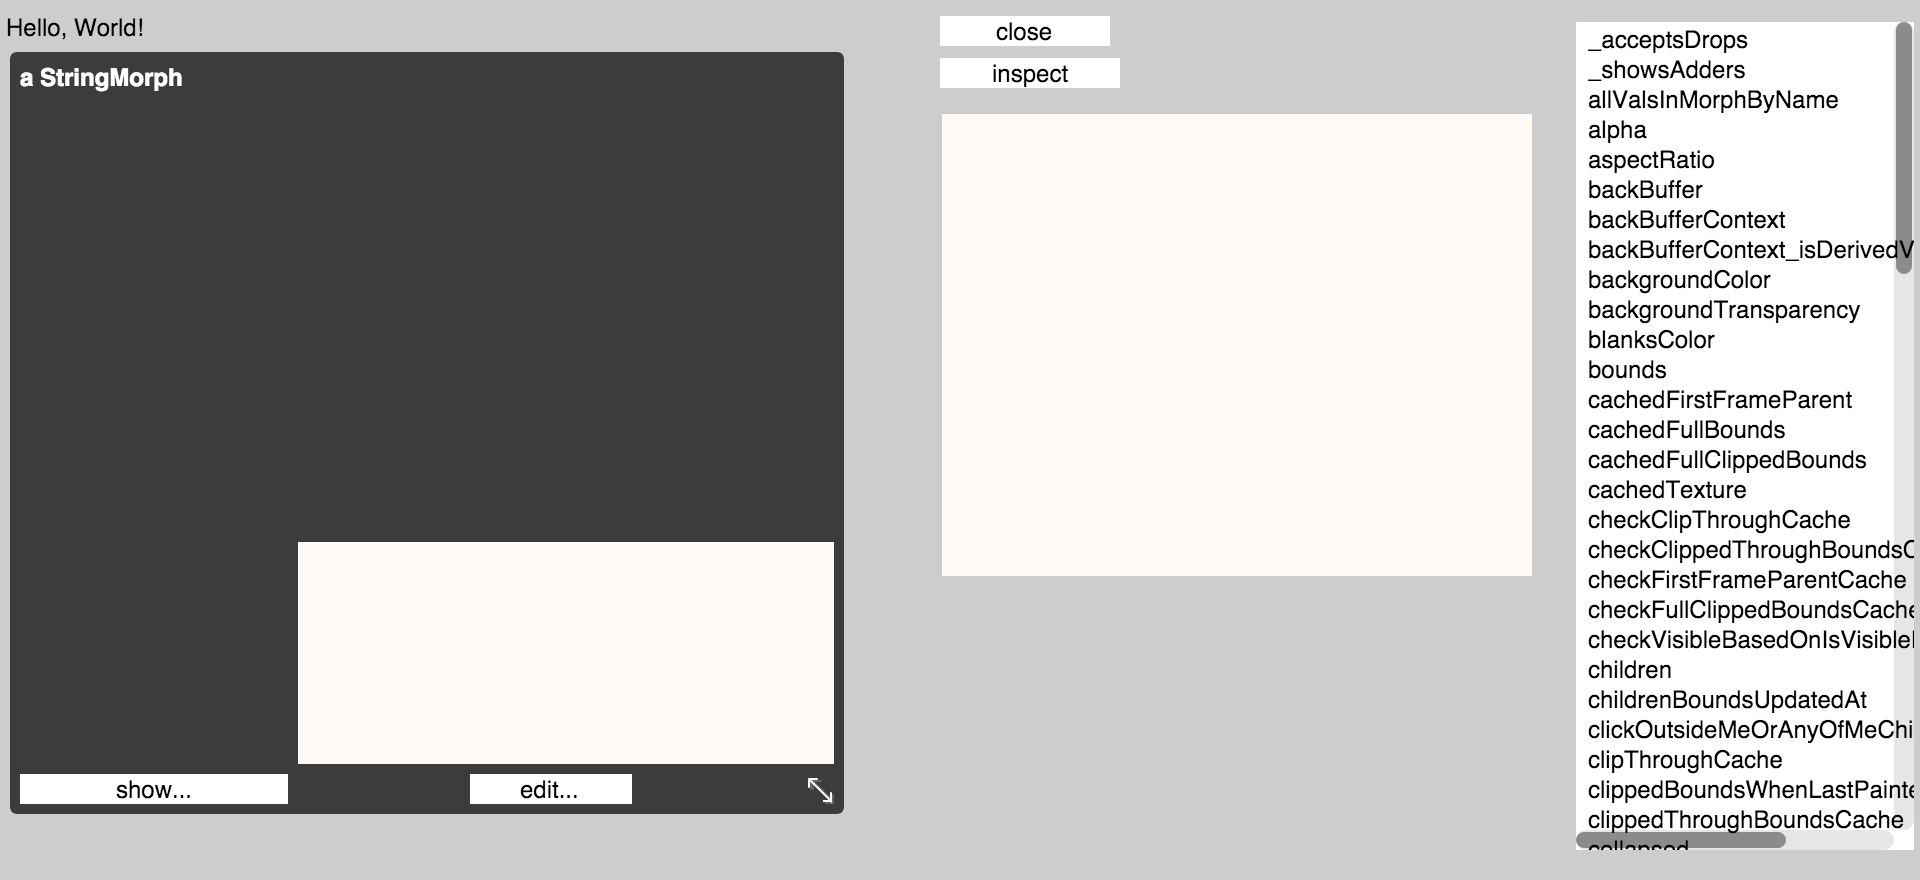 Hello, World!
a StringMorph
show...
edit...
close
inspect
_acceptsDrops
_showsAdders
allValsInMorphByName
alpha
aspectRatio
backBuffer
backBufferContext
backBufferContext_isDerivedV
backgroundColor
backgroundTransparency
blanksColor
bounds
cachedFirstFrameParent
cachedFullBounds
cachedFullClippedBounds
cachedTexture
checkClipThroughCache
checkClippedThroughBoundsC
checkFirstFrameParentCache
checkFullClippedBoundsCache
checkVisibleBasedOnIsVisible
children
childrenBoundsUpdatedAt
clickOutsideMeOrAnyOfMeChi
clipThroughCache
clippedBoundsWhenLastPainte
clippedThroughBoundsCache
collapsed